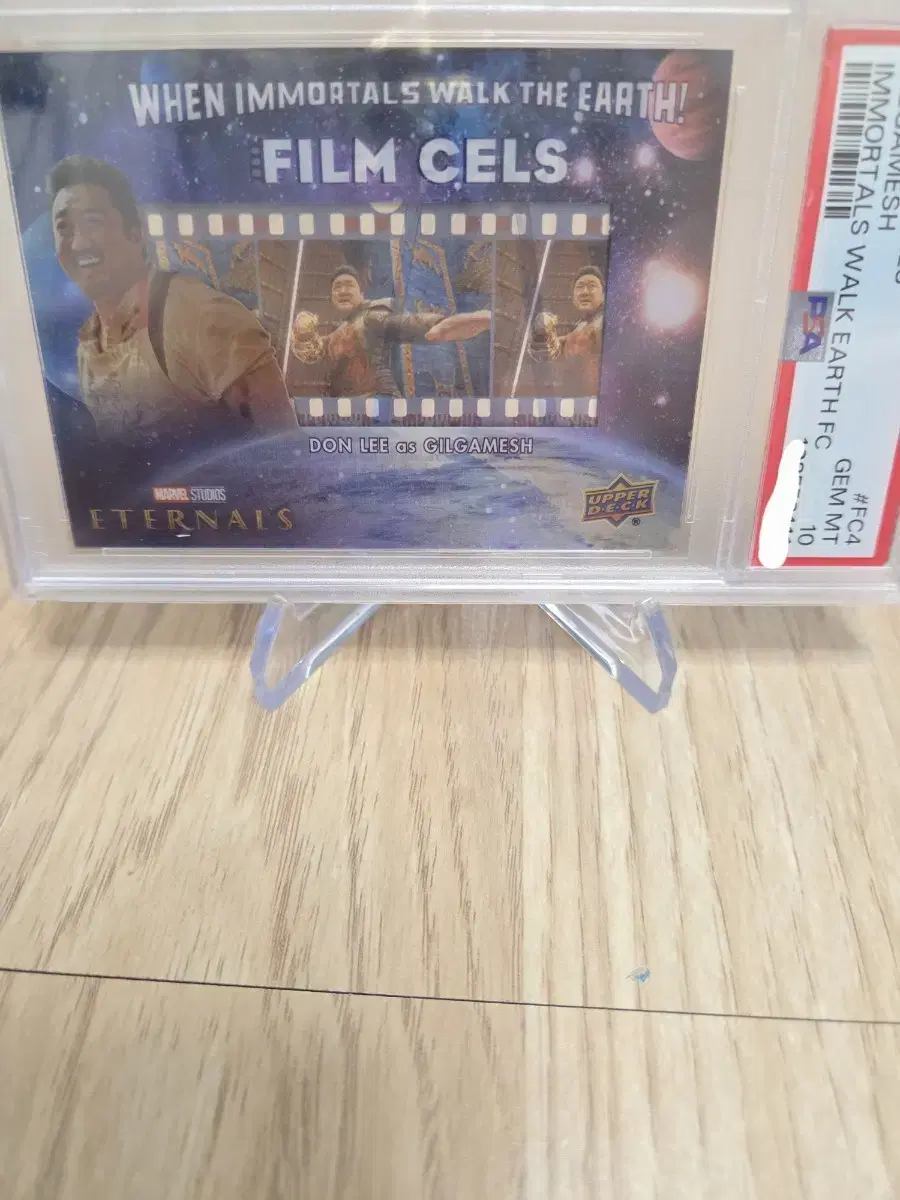 WHEN IMMORTALS WALK THE EARTH!
FILM CELS
DON LEE as GILGAMESH
MARVEL STUDIOS
ETERNALS
UPPER
D·E·C·K
®
IMMORTALS WALK EARTH FC
#FC4
GEM MT
10
PSA